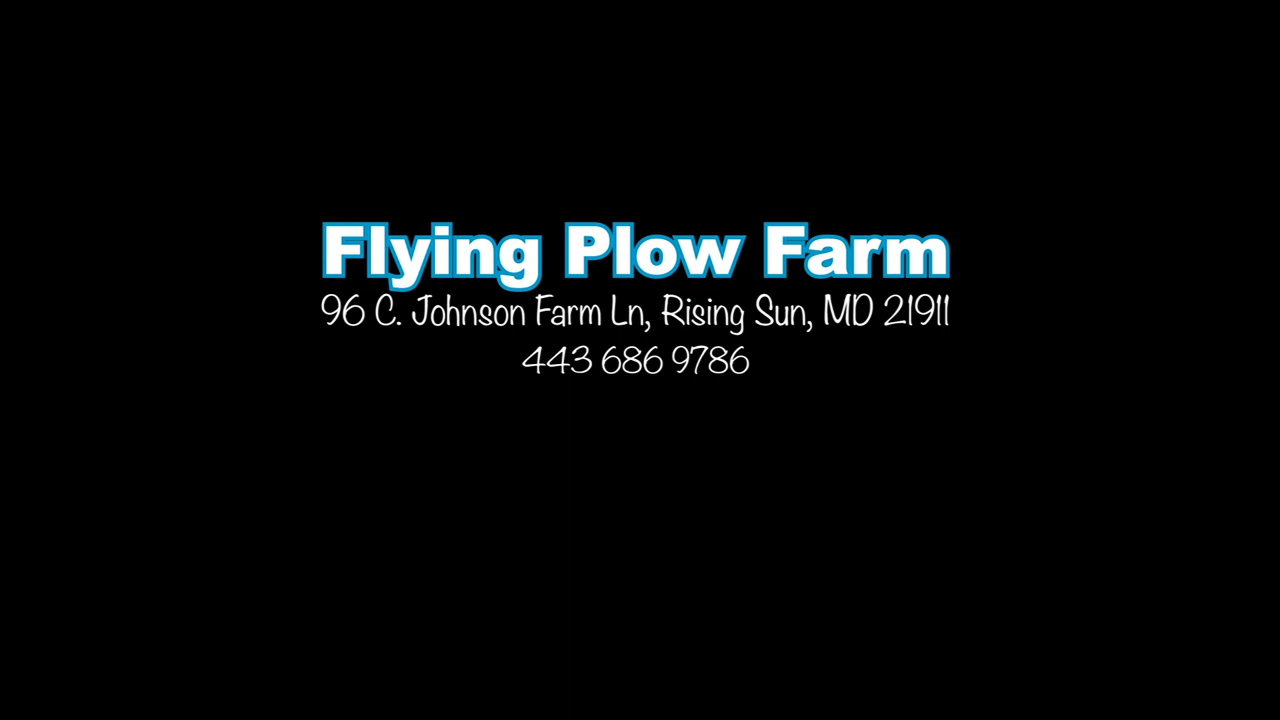 Flying Plow Farm
96 C. Johnson Farm Ln, Rising Sun, MD 21911
443 686 9786